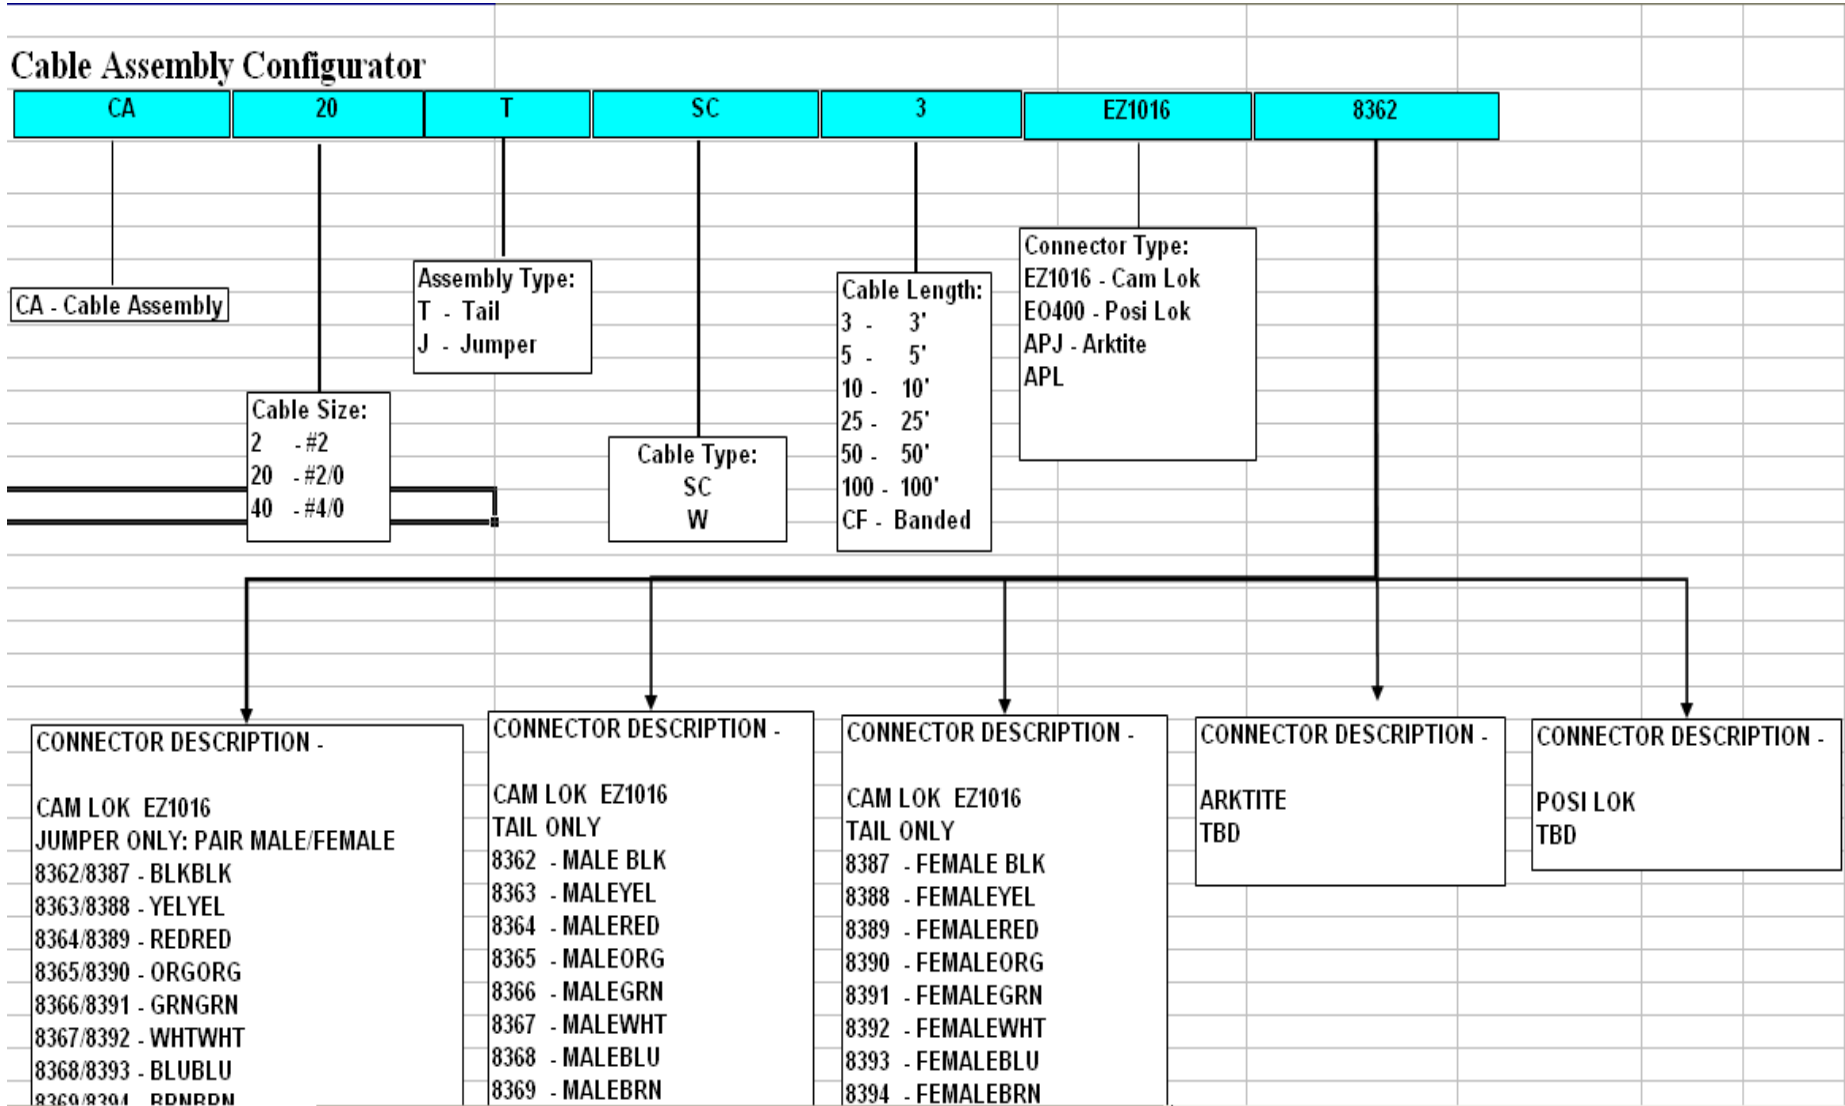 Cable Assembly Configurator
CA 20 T SC 3 EZ1016 8362
CA - Cable Assembly
Cable Size:
2 - #2
20 - #2/0
40 - #4/0
Assembly Type:
T - Tail
J - Jumper
Cable Type:
SC
W
Cable Length:
3 - 3'
5 - 5'
10 - 10'
25 - 25'
50 - 50'
100 - 100'
CF - Banded
Connector Type:
EZ1016 - Cam Lok
EO400 - Posi Lok
APJ - Arktite
APL
CONNECTOR DESCRIPTION -
CAM LOK EZ1016
JUMPER ONLY: PAIR MALE/FEMALE
8362/8387 - BLKBLK
8363/8388 - YELYEL
8364/8389 - REDRED
8365/8390 - ORGORG
8366/8391 - GRNGRN
8367/8392 - WHTWHT
8368/8393 - BLUBLU
8369/8394 BRNBRN
CONNECTOR DESCRIPTION -
CAM LOK EZ1016
TAIL ONLY
8362 - MALE BLK
8363 - MALEYEL
8364 - MALERED
8365 - MALEORG
8366 - MALEGRN
8367 - MALEWHT
8368 - MALEBLU
8369 - MALEBRN
CONNECTOR DESCRIPTION -
CAM LOK EZ1016
TAIL ONLY
8387 - FEMALE BLK
8388 - FEMALEYEL
8389 - FEMALERED
8390 - FEMALEORG
8391 - FEMALEGRN
8392 - FEMALEWHT
8393 - FEMALEBLU
8394 - FEMALEBRN
CONNECTOR DESCRIPTION -
ARKTITE
TBD
CONNECTOR DESCRIPTION -
POSI LOK
TBD